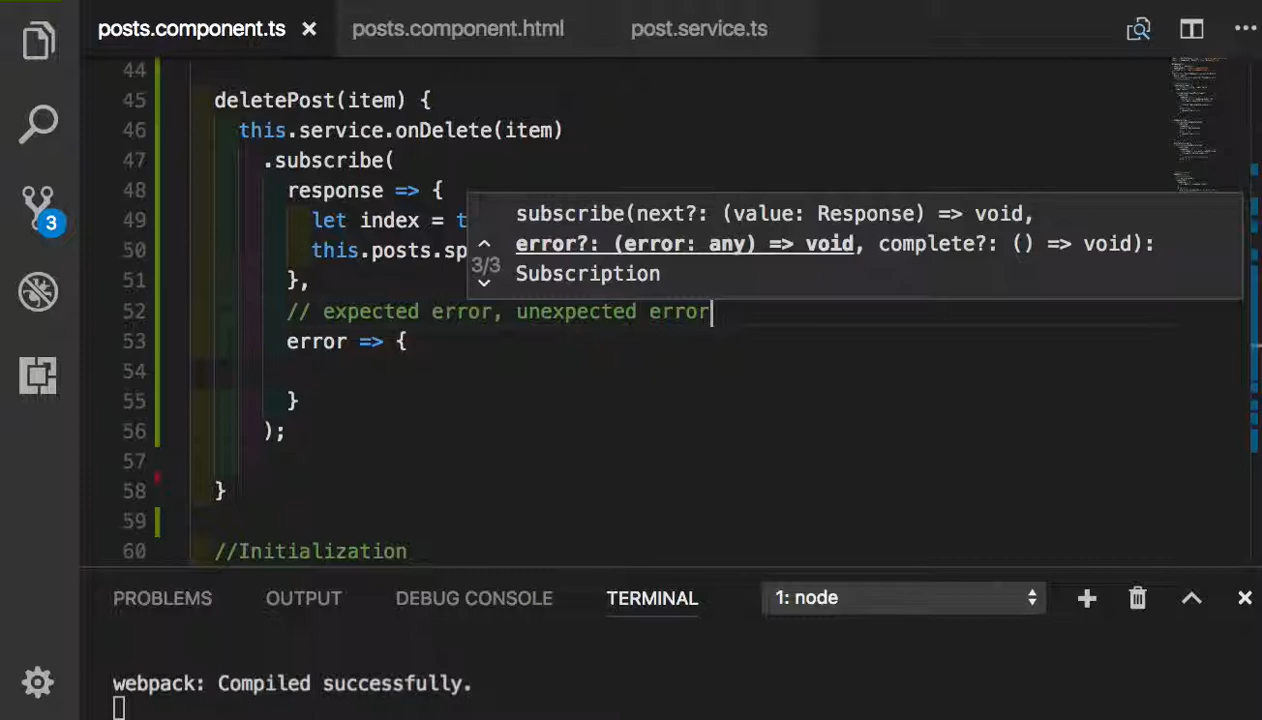 posts.component.ts × posts.component.html post.service.ts
44
45 deletePost(item) {
46 this.service.onDelete(item)
47 .subscribe(
48 response => {
49 let index = t
50 this.posts.sp
51 },
52 // expected error, unexpected error
53 error => {
54
55 }
56 );
57
58 }
59
60 //Initialization
subscribe(next?: (value: Response) => void,
error?: (error: any) => void, complete?: () => void):
3/3
Subscription
3
PROBLEMS OUTPUT DEBUG CONSOLE TERMINAL 1: node
webpack: Compiled successfully.